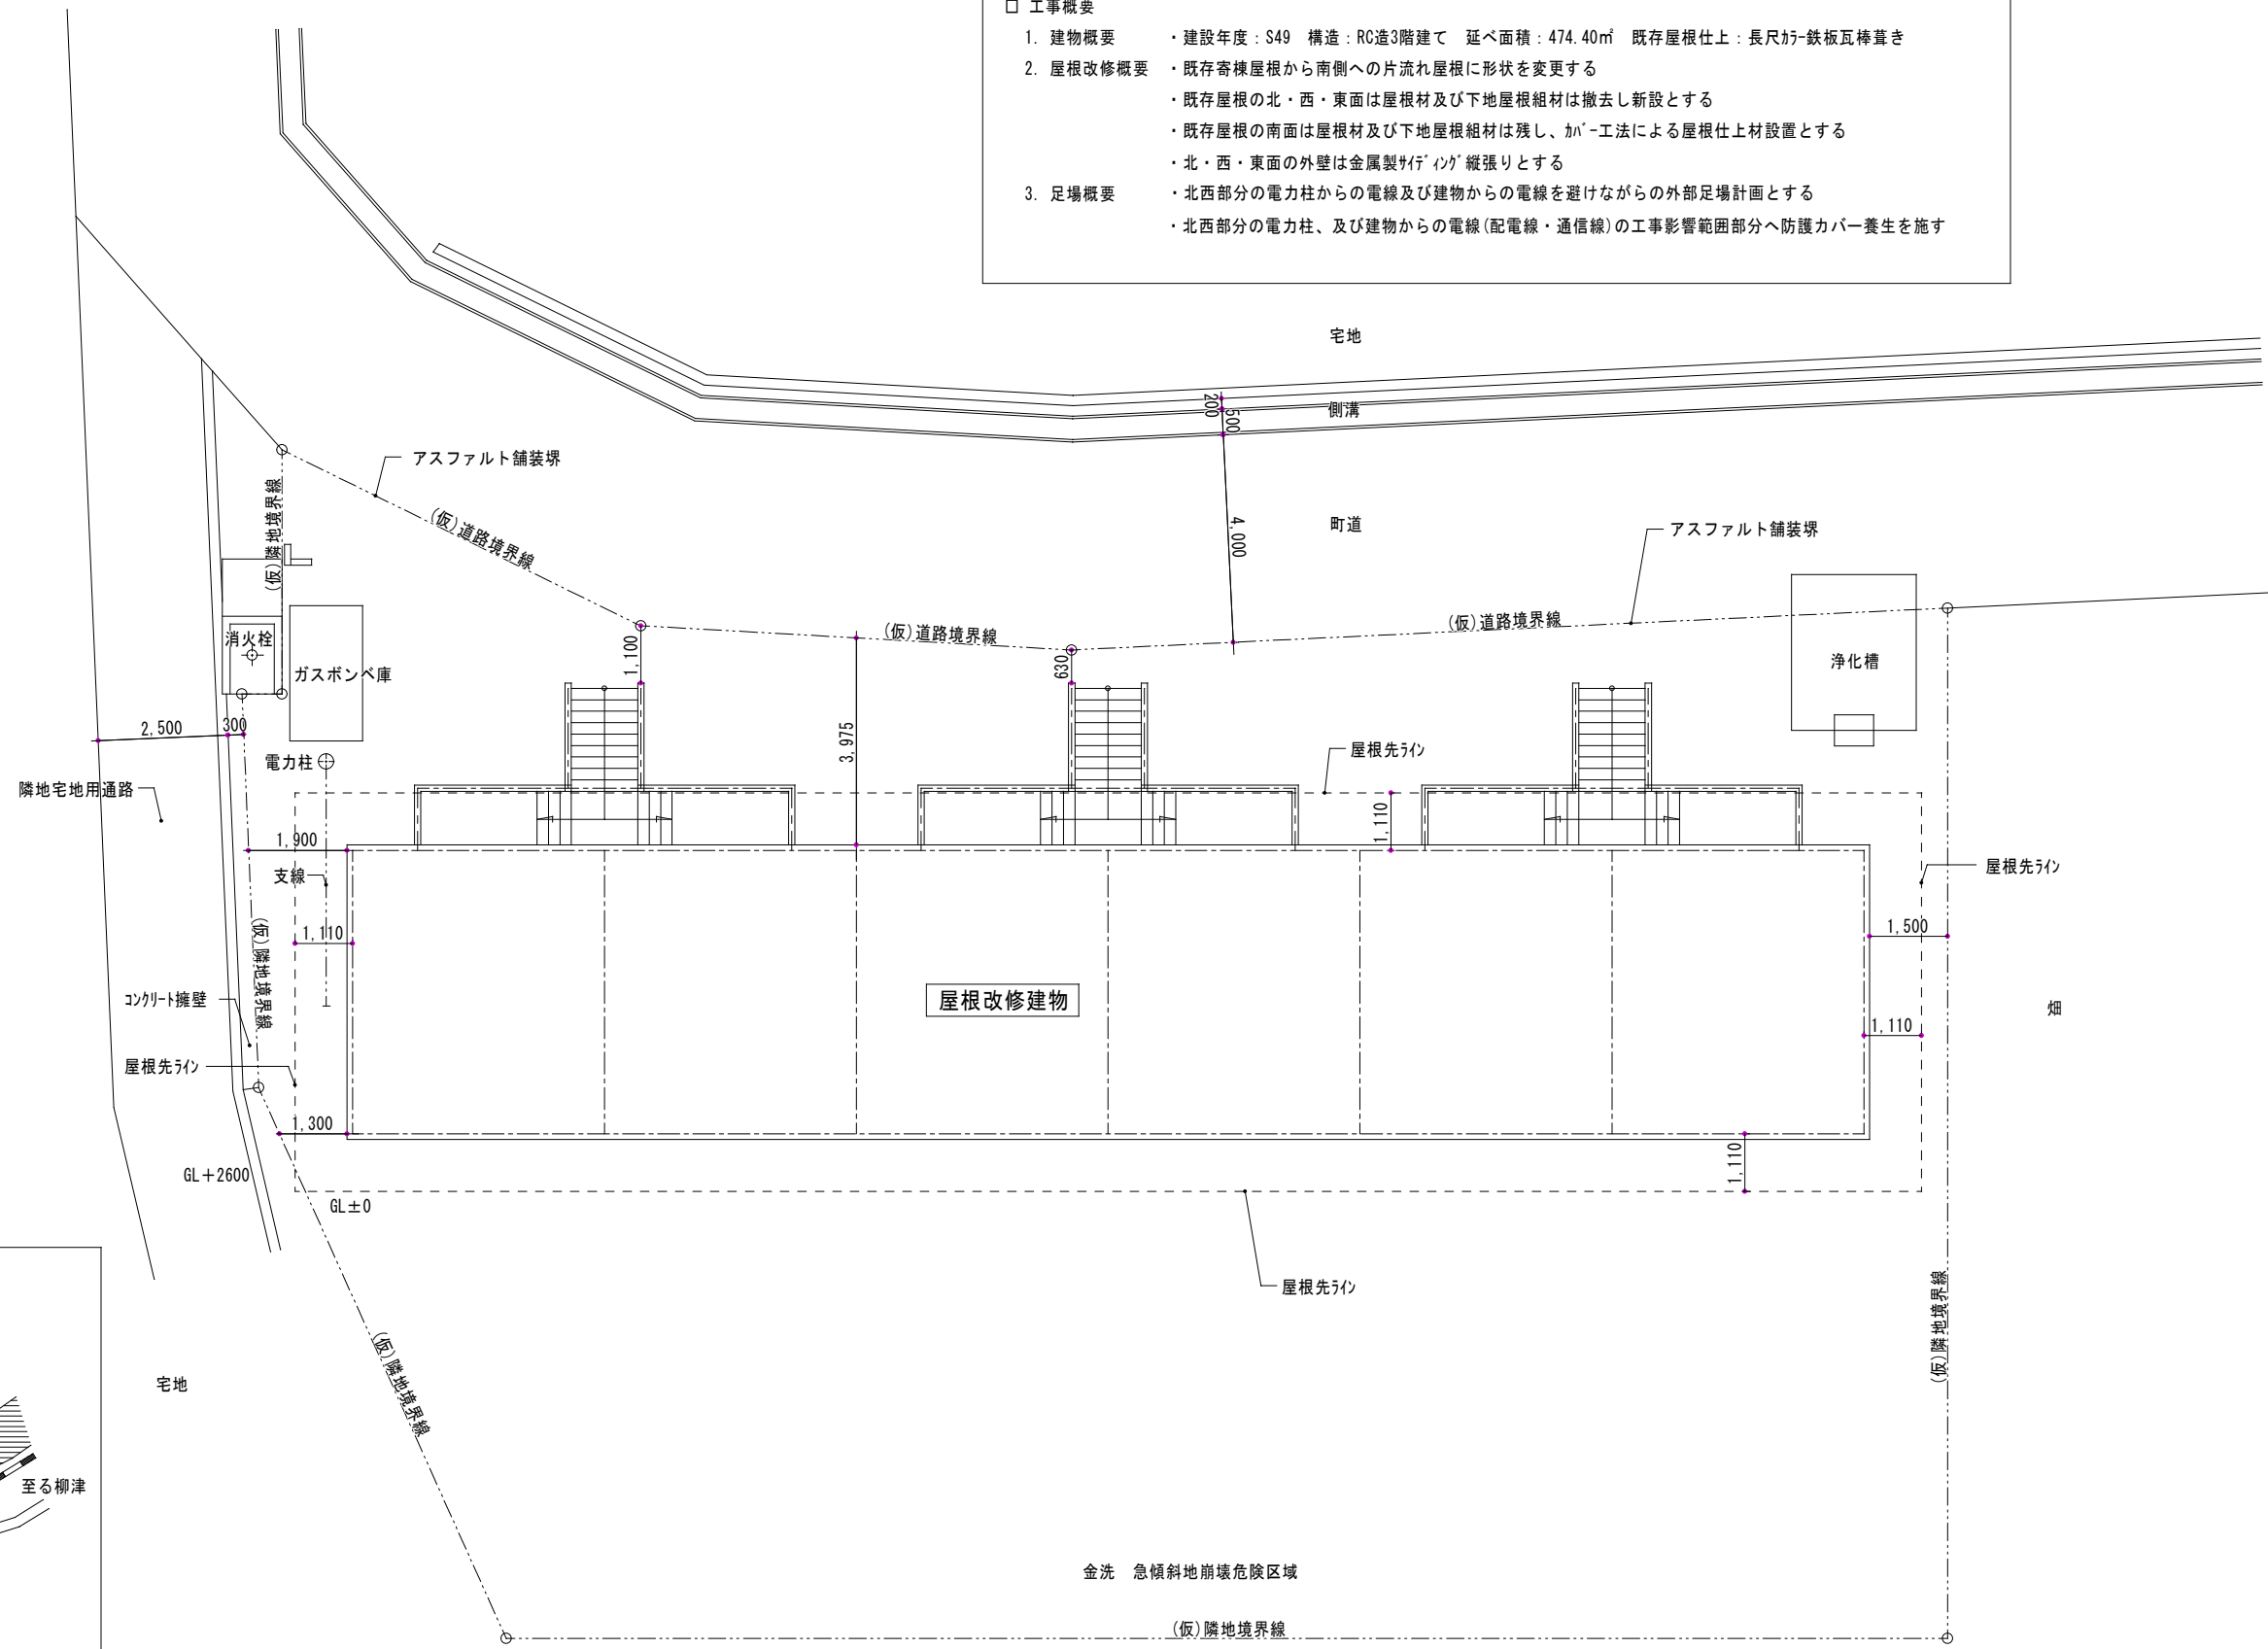 □ 工事概要
1. 建物概要 ・建設年度：S49 構造：RC造3階建て 延べ面積：474.40㎡ 既存屋根仕上：長尺ｶﾗｰ鉄板瓦棒葺き
2. 屋根改修概要 ・既存寄棟屋根から南側への片流れ屋根に形状を変更する
・既存屋根の北・西・東面は屋根材及び下地屋根組材は撤去し新設とする
・既存屋根の南面は屋根材及び下地屋根組材は残し、ｶﾊﾞｰ工法による屋根仕上材設置とする
・北・西・東面の外壁は金属製ｻｲﾃﾞｨﾝｸﾞ縦張りとする
3. 足場概要 ・北西部分の電力柱からの電線及び建物からの電線を避けながらの外部足場計画とする
・北西部分の電力柱、及び建物からの電線(配電線・通信線)の工事影響範囲部分へ防護カバー養生を施す
宅地
200
500
側溝
アスファルト舗装堺
(仮)隣地境界線
(仮)道路境界線
4,000
町道
アスファルト舗装堺
(仮)道路境界線
(仮)道路境界線
消火栓
ガスボンベ庫
1,100
630
浄化槽
2,500
300
3,975
電力柱
屋根先ﾗｲﾝ
隣地宅地用通路
1,110
1,900
支線
屋根先ﾗｲﾝ
(仮)隣地境界線
1,110
1,500
コンクリート擁壁
屋根改修建物
畑
1,110
屋根先ﾗｲﾝ
1,300
1,110
GL＋2600
GL±0
屋根先ﾗｲﾝ
(仮)隣地境界線
(仮)隣地境界線
宅地
至る柳津
金洗 急傾斜地崩壊危険区域
(仮)隣地境界線